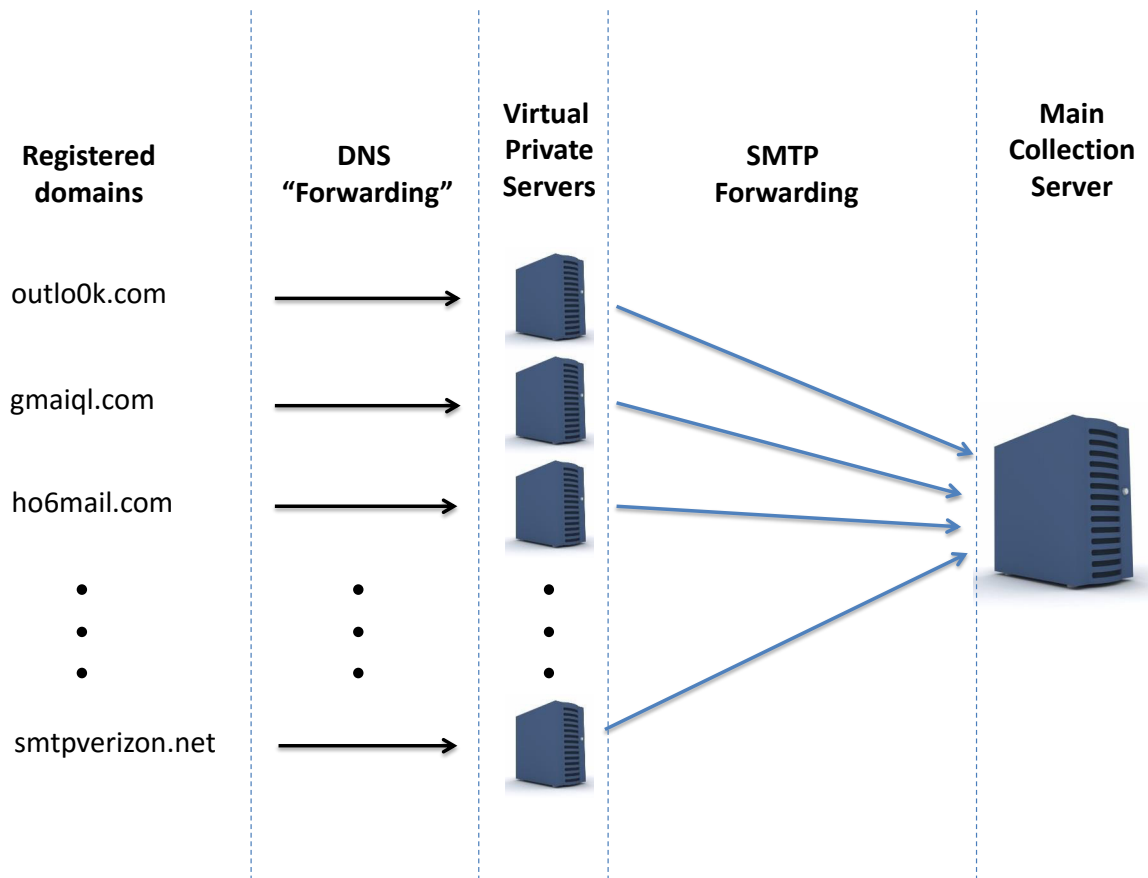 Registered
domains
DNS
“Forwarding”
Virtual
Private
Servers
SMTP
Forwarding
Main
Collection
Server
outlo0k.com
gmaiql.com
ho6mail.com
smtpverizon.net